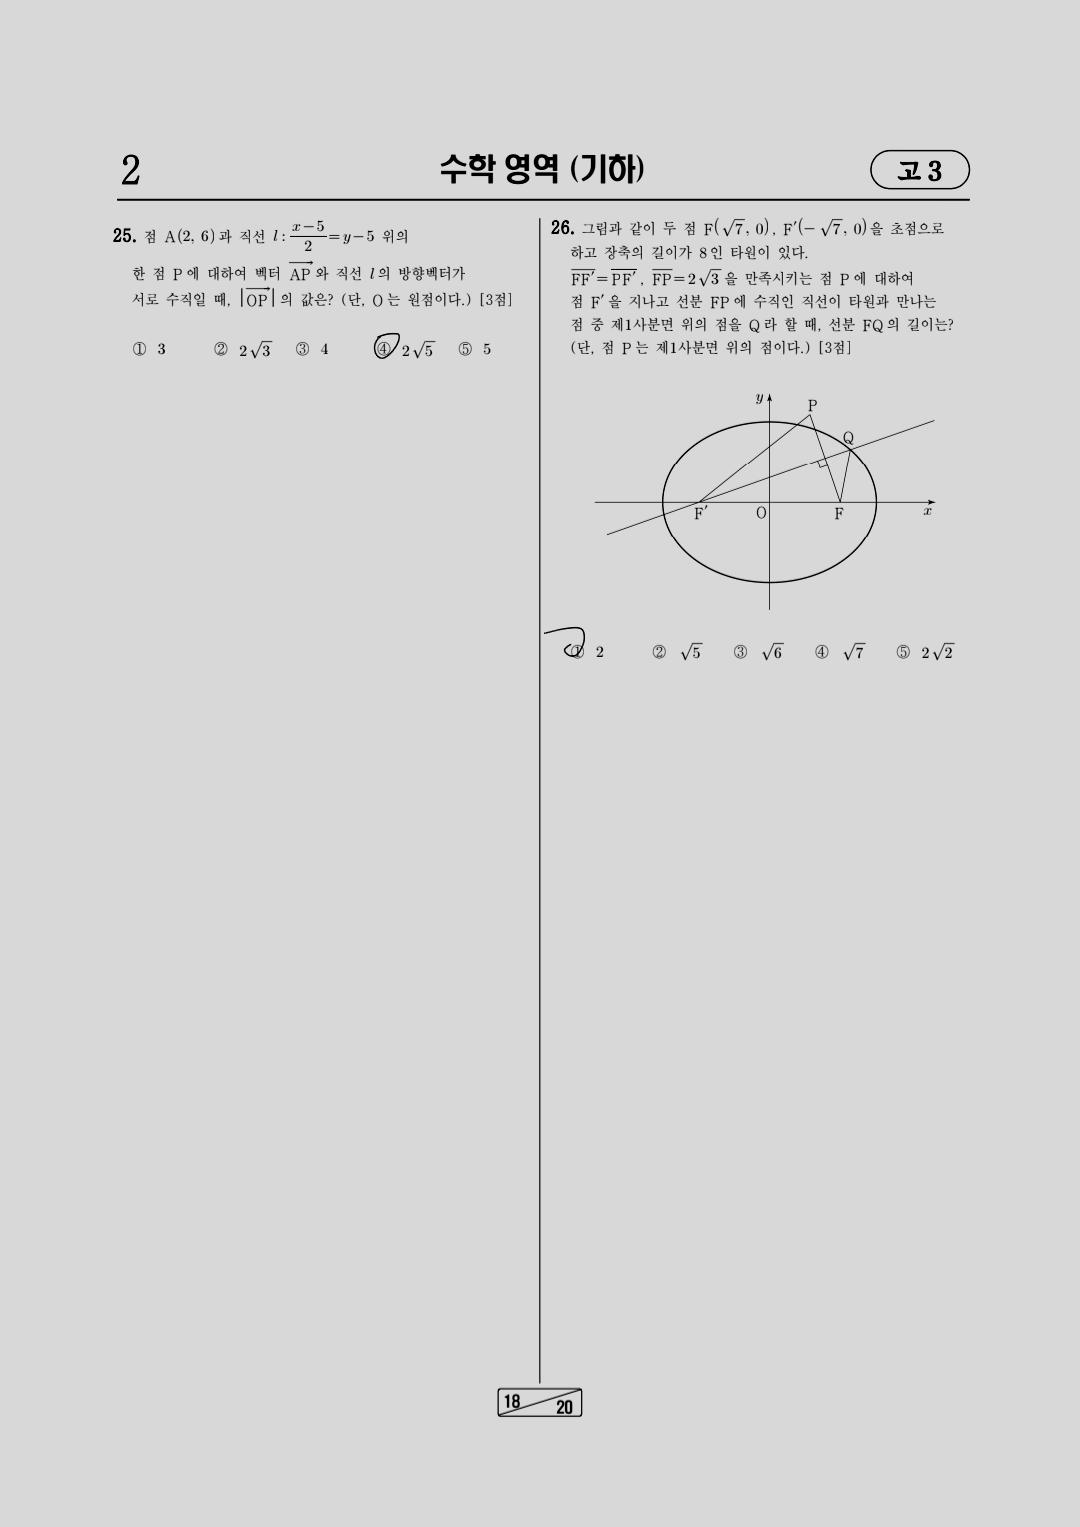 2
수학 영역 (기하)
고 3
25. 점 A(2, 6)과 직선 l : \frac{x-5}{2} = y-5 위의
한 점 P에 대하여 벡터 \overrightarrow{AP}와 직선 l의 방향벡터가
서로 수직일 때, |\overrightarrow{OP}|의 값은? (단, O는 원점이다.) [3점]
① 3 ② 2√3 ③ 4 ④ 2√5 ⑤ 5
26. 그림과 같이 두 점 F(√7, 0), F′(−√7, 0)을 초점으로
하고 장축의 길이가 8인 타원이 있다.
\overline{FF′}=\overline{PF′}, \overline{FP}=2√3을 만족시키는 점 P에 대하여
점 F′을 지나고 선분 FP에 수직인 직선이 타원과 만나는
점 중 제1사분면 위의 점을 Q라 할 때, 선분 FQ의 길이는?
(단, 점 P는 제1사분면 위의 점이다.) [3점]
y
P
Q
F′
O
F
x
① 2 ② √5 ③ √6 ④ √7 ⑤ 2√2
18
20